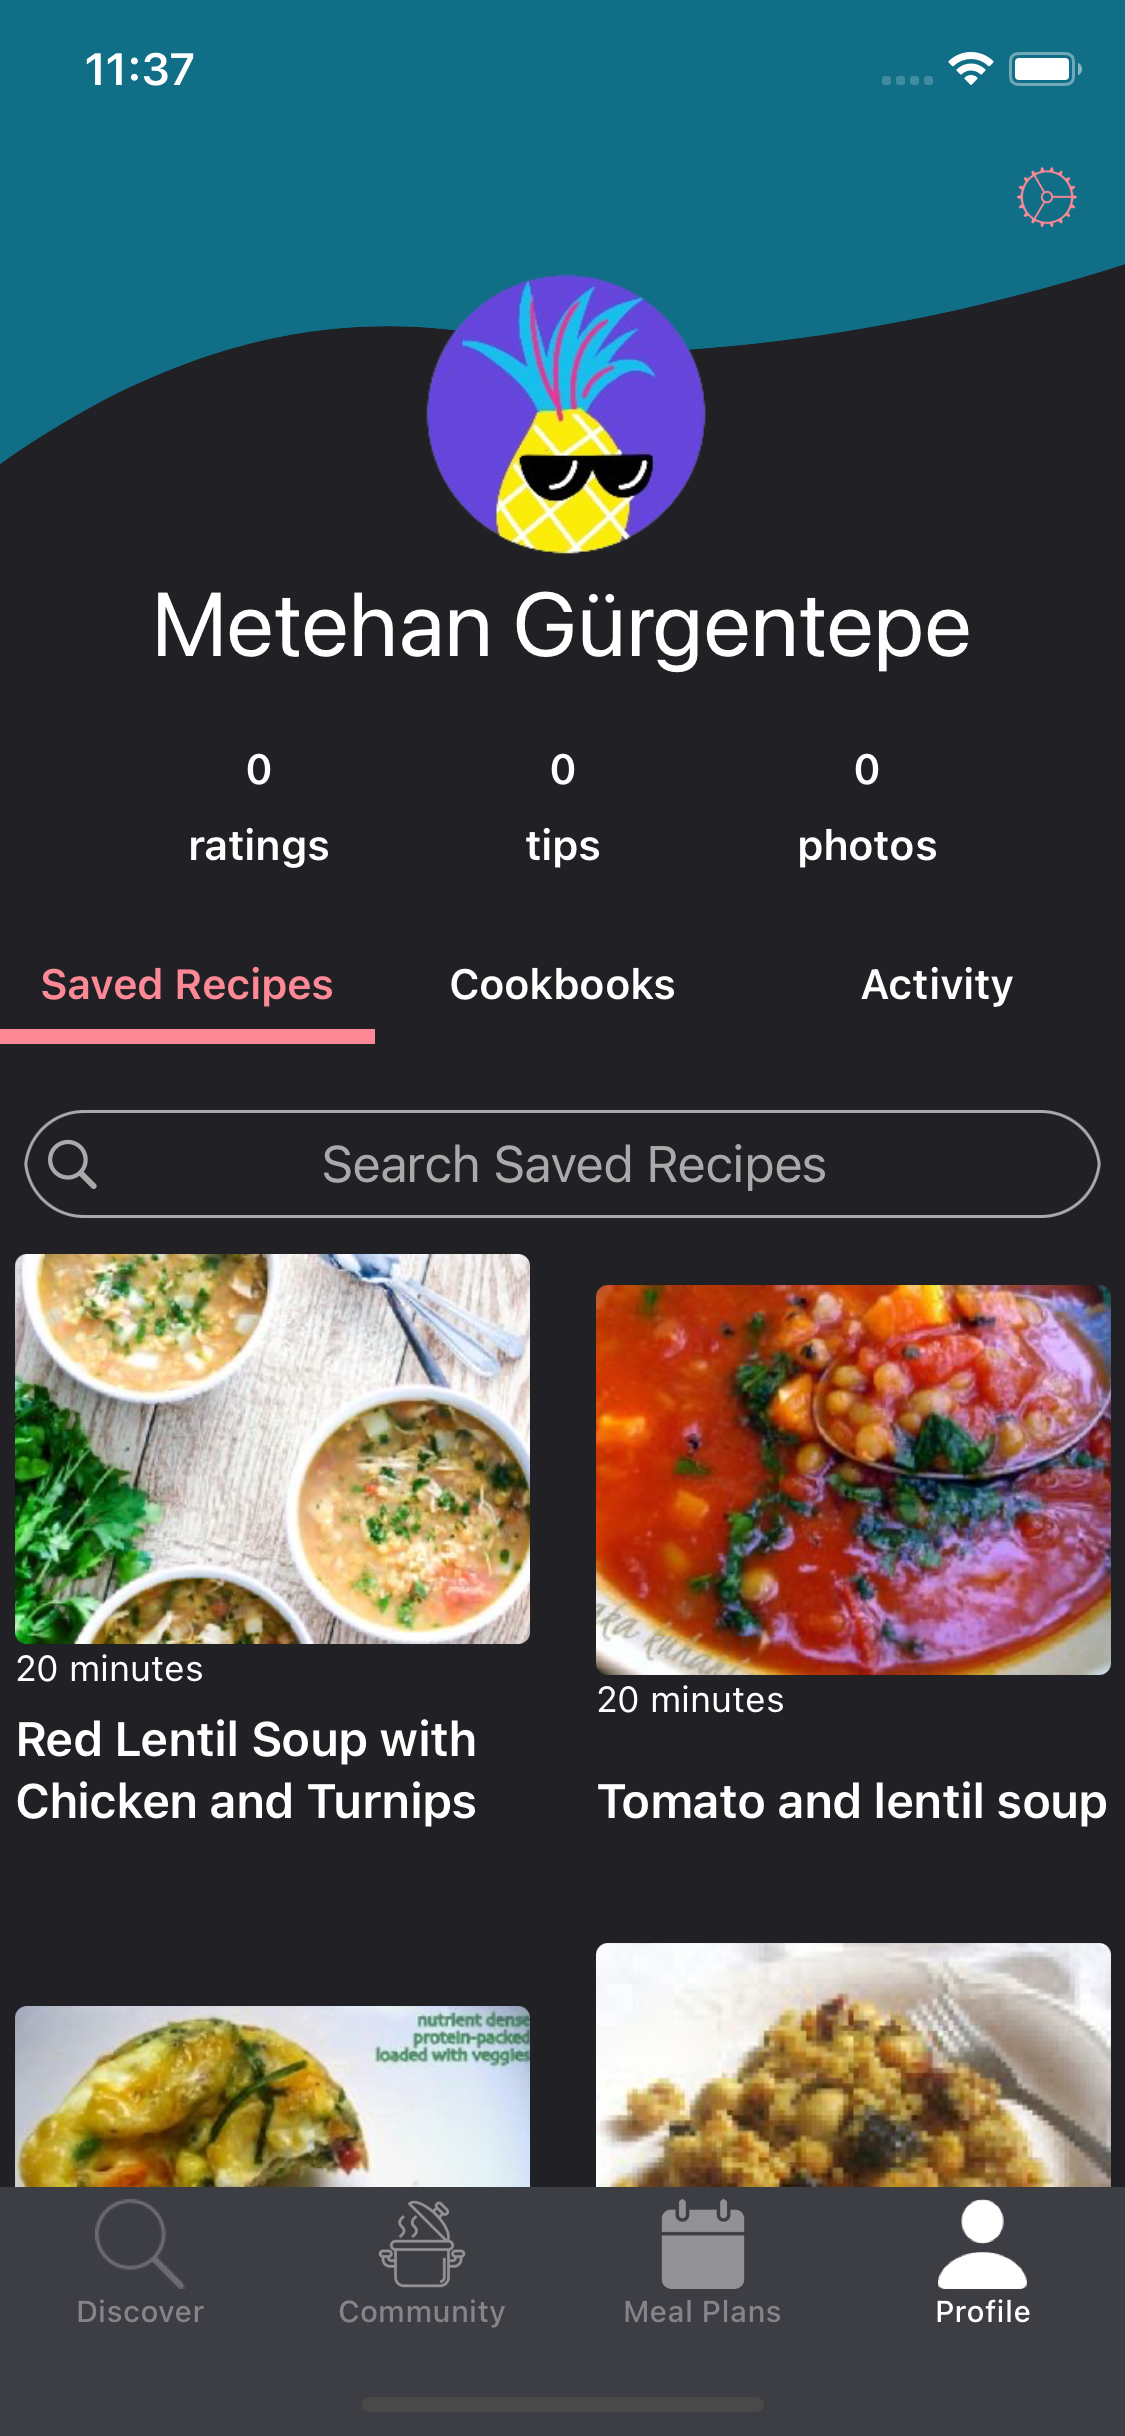 11:37
Metehan Gürgentepe
0
0
0
ratings
tips
photos
Saved Recipes
Cookbooks
Activity
Search Saved Recipes
20 minutes
Red Lentil Soup with
Chicken and Turnips
20 minutes
Tomato and lentil soup
nutrient dense
protein-packed
loaded with veggies
Discover
Community
Meal Plans
Profile